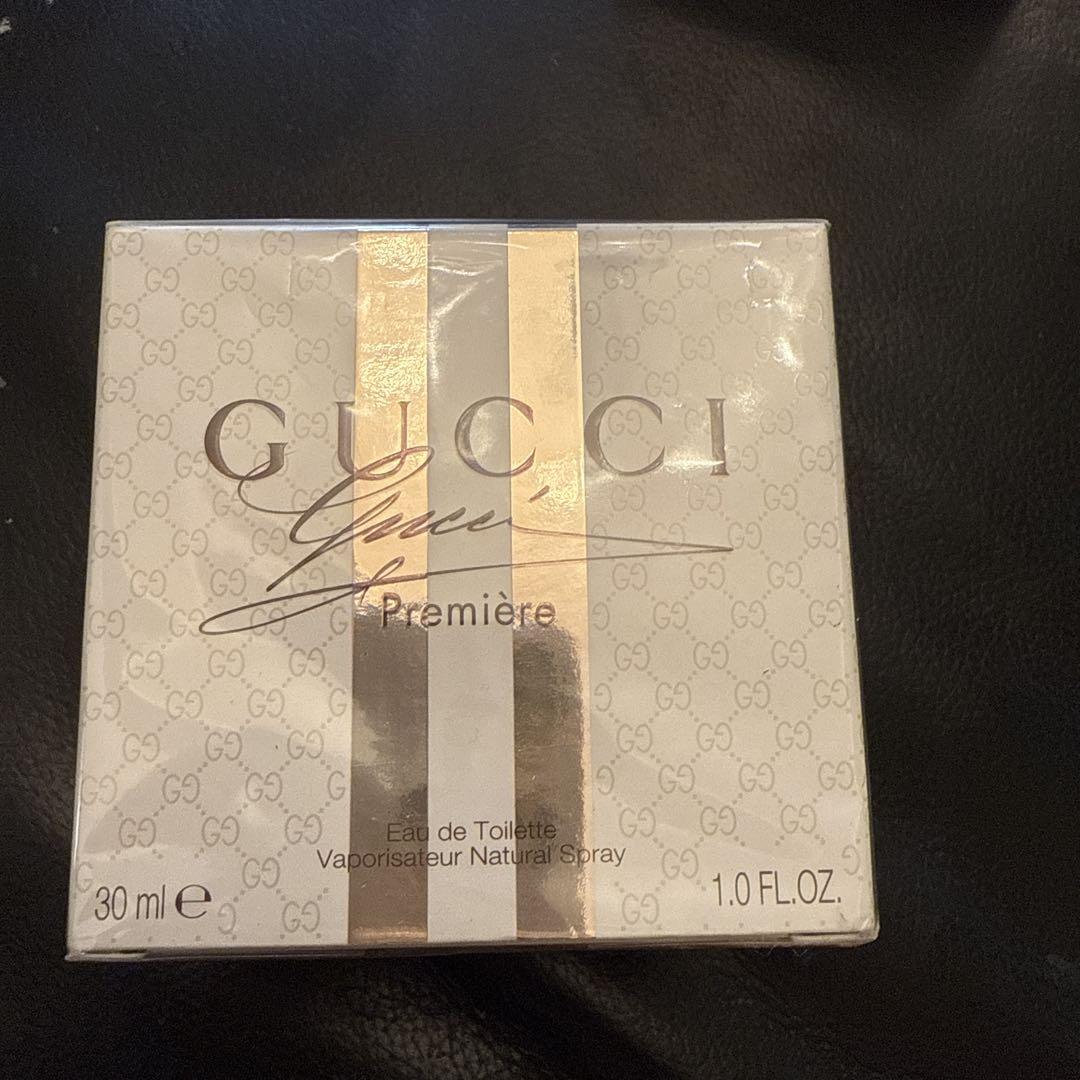 GUCCI
Gucci
Première
Eau de Toilette
Vaporisateur Natural Spray
30 ml ℮
1.0 FL.OZ.